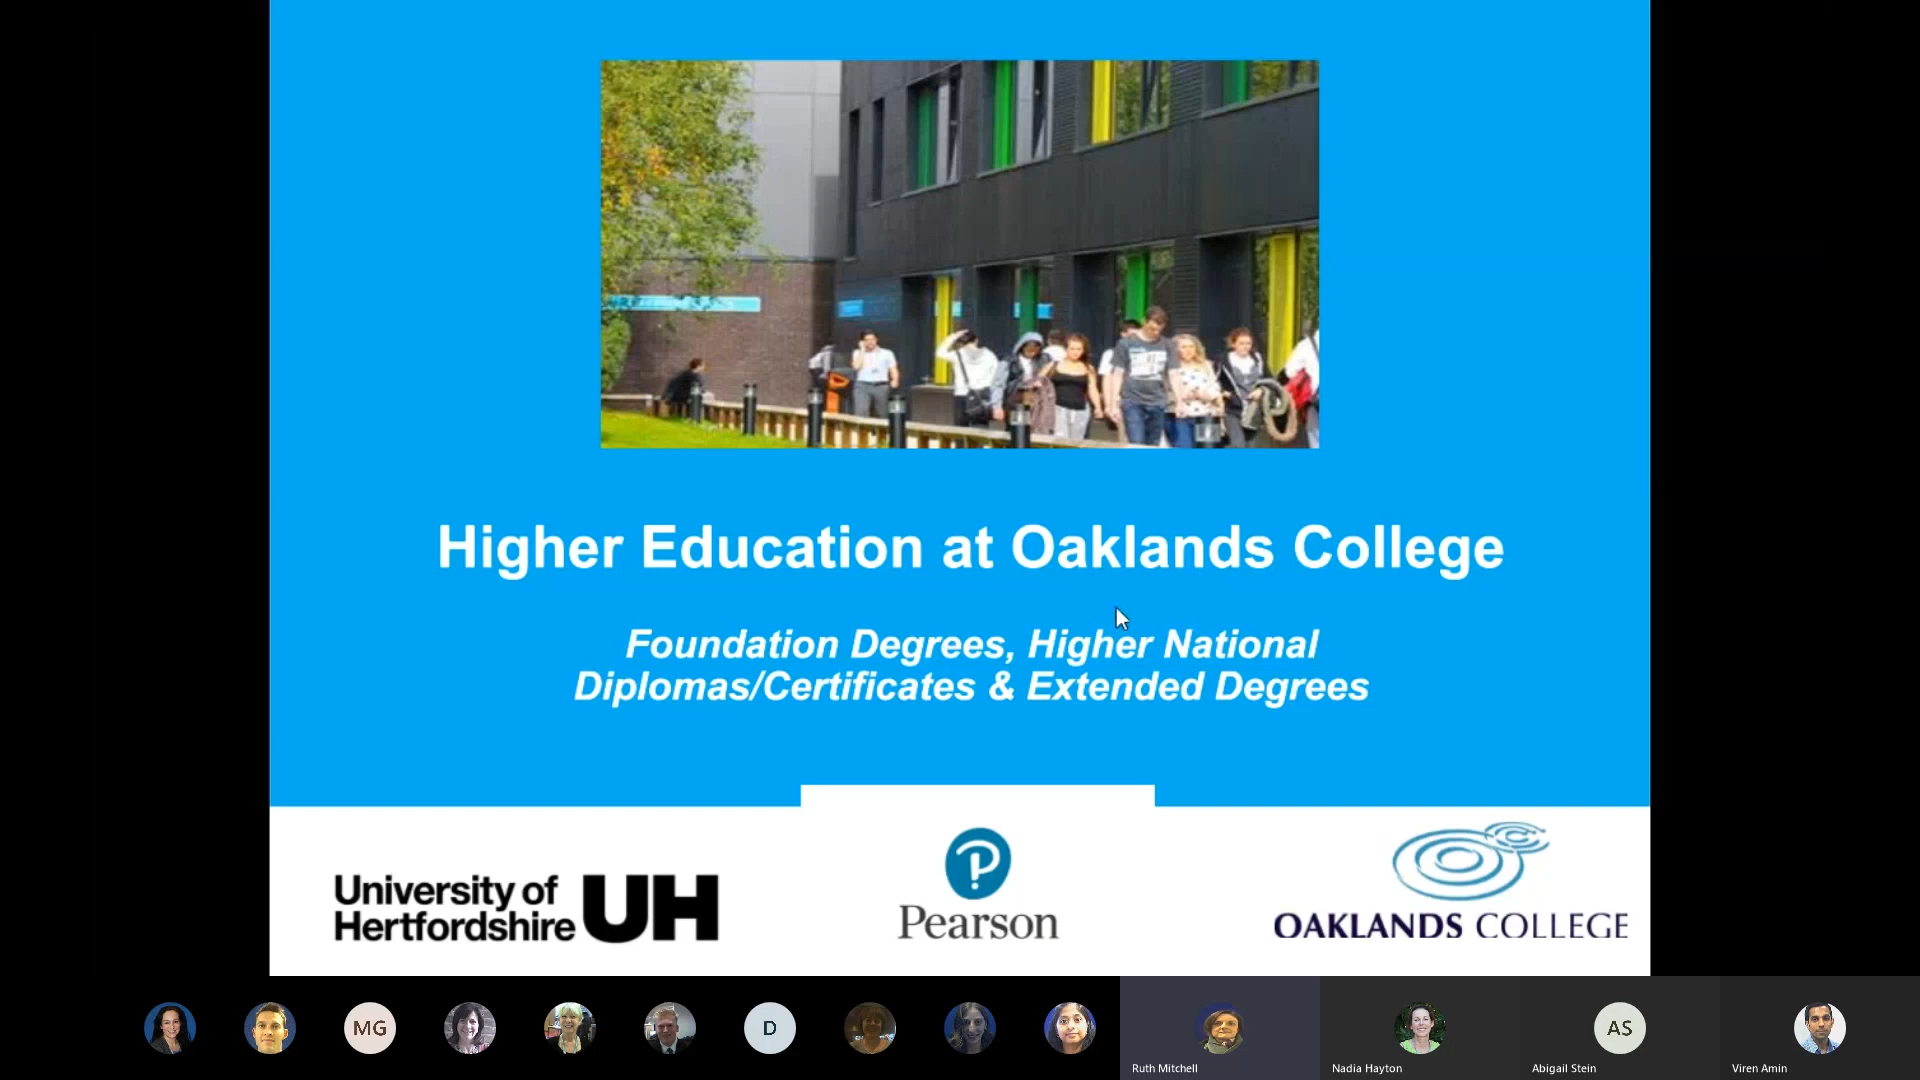 Higher Education at Oaklands College
Foundation Degrees, Higher National
Diplomas/Certificates & Extended Degrees
University of
Hertfordshire UH
Pearson
OAKLANDS COLLEGE
MG
D
AS
Ruth Mitchell
Nadia Hayton
Abigail Stein
Viren Amin